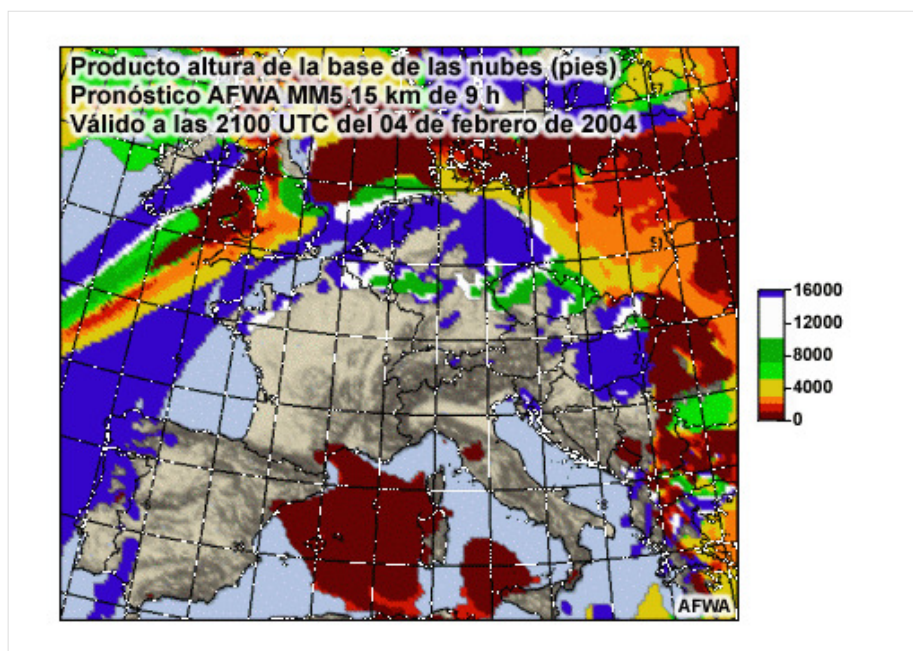 Producto altura de la base de las nubes (pies)
Pronóstico AFWA MM5 15 km de 9 h
Válido a las 2100 UTC del 04 de febrero de 2004
16000
12000
8000
4000
0
AFWA